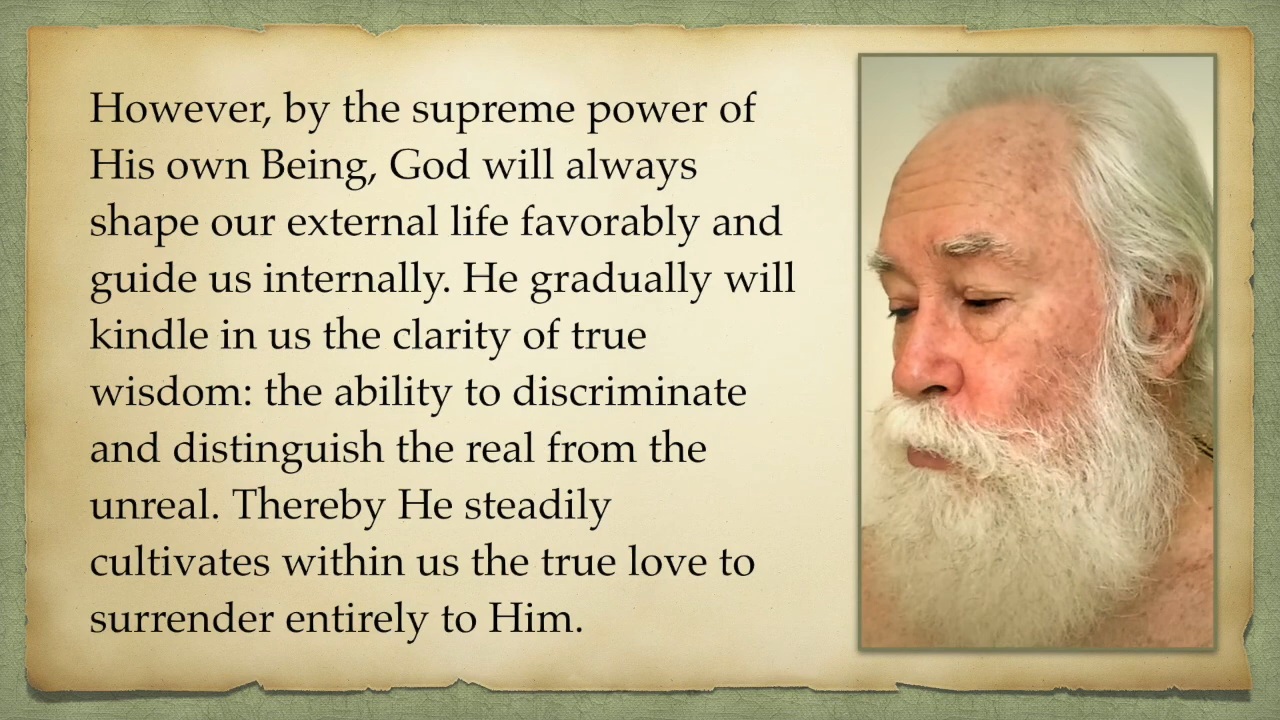 However, by the supreme power of
His own Being, God will always
shape our external life favorably and
guide us internally. He gradually will
kindle in us the clarity of true
wisdom: the ability to discriminate
and distinguish the real from the
unreal. Thereby He steadily
cultivates within us the true love to
surrender entirely to Him.